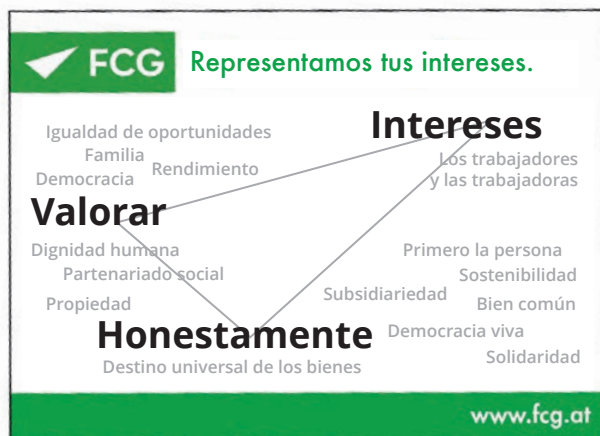 FCG
Representamos tus intereses.
Intereses
Igualdad de oportunidades
Familia
Rendimiento
Democracia
Los trabajadores
y las trabajadoras
Valorar
Dignidad humana
Partenariado social
Propiedad
Primero la persona
Sostenibilidad
Subsidiariedad
Bien común
Honestamente
Democracia viva
Solidaridad
Destino universal de los bienes
www.fcg.at